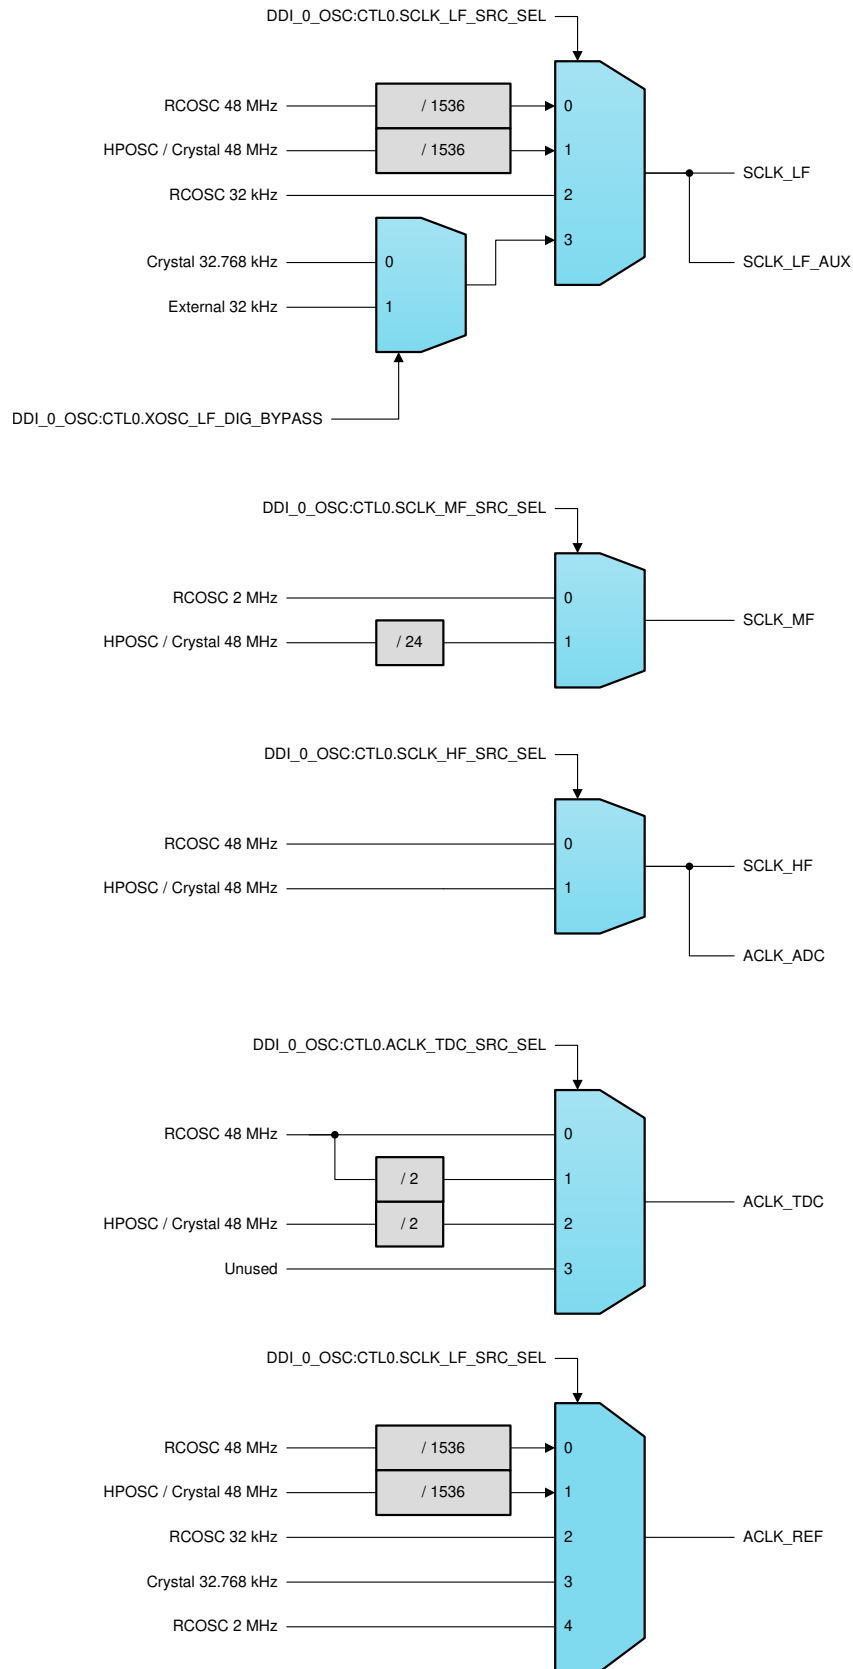 DDI_0_OSC:CTL0.SCLK_LF_SRC_SEL
RCOSC 48 MHz / 1536 0
HPOSC / Crystal 48 MHz / 1536 1
SCLK_LF
RCOSC 32 kHz 2
3
Crystal 32.768 kHz 0
SCLK_LF_AUX
External 32 kHz 1
DDI_0_OSC:CTL0.XOSC_LF_DIG_BYPASS
DDI_0_OSC:CTL0.SCLK_MF_SRC_SEL
RCOSC 2 MHz 0
SCLK_MF
HPOSC / Crystal 48 MHz / 24 1
DDI_0_OSC:CTL0.SCLK_HF_SRC_SEL
RCOSC 48 MHz 0
SCLK_HF
HPOSC / Crystal 48 MHz 1
ACLK_ADC
DDI_0_OSC:CTL0.ACLK_TDC_SRC_SEL
RCOSC 48 MHz 0
/ 2 1
ACLK_TDC
HPOSC / Crystal 48 MHz / 2 2
Unused 3
DDI_0_OSC:CTL0.SCLK_LF_SRC_SEL
RCOSC 48 MHz / 1536 0
HPOSC / Crystal 48 MHz / 1536 1
RCOSC 32 kHz 2 ACLK_REF
Crystal 32.768 kHz 3
RCOSC 2 MHz 4